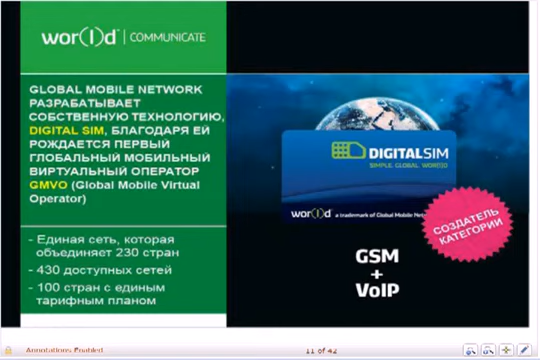 wor(l)d | COMMUNICATE
GLOBAL MOBILE NETWORK
РАЗРАБАТЫВАЕТ
СОБСТВЕННУЮ ТЕХНОЛОГИЮ,
DIGITAL SIM, БЛАГОДАРЯ ЕЙ
РОЖДАЕТСЯ ПЕРВЫЙ
ГЛОБАЛЬНЫЙ МОБИЛЬНЫЙ
ВИРТУАЛЬНЫЙ ОПЕРАТОР
GMVO (Global Mobile Virtual
Operator)
- Единая сеть, которая
объединяет 230 стран
- 430 доступных сетей
- 100 стран с единым
тарифным планом
DIGITALSIM
SIMPLE. GLOBAL.
wor(l)d a trademark of Global Mobile
СОЗДАТЕЛЬ
КАТЕГОРИИ
GSM
+
VoIP
Annotations Enabled
11 of 42